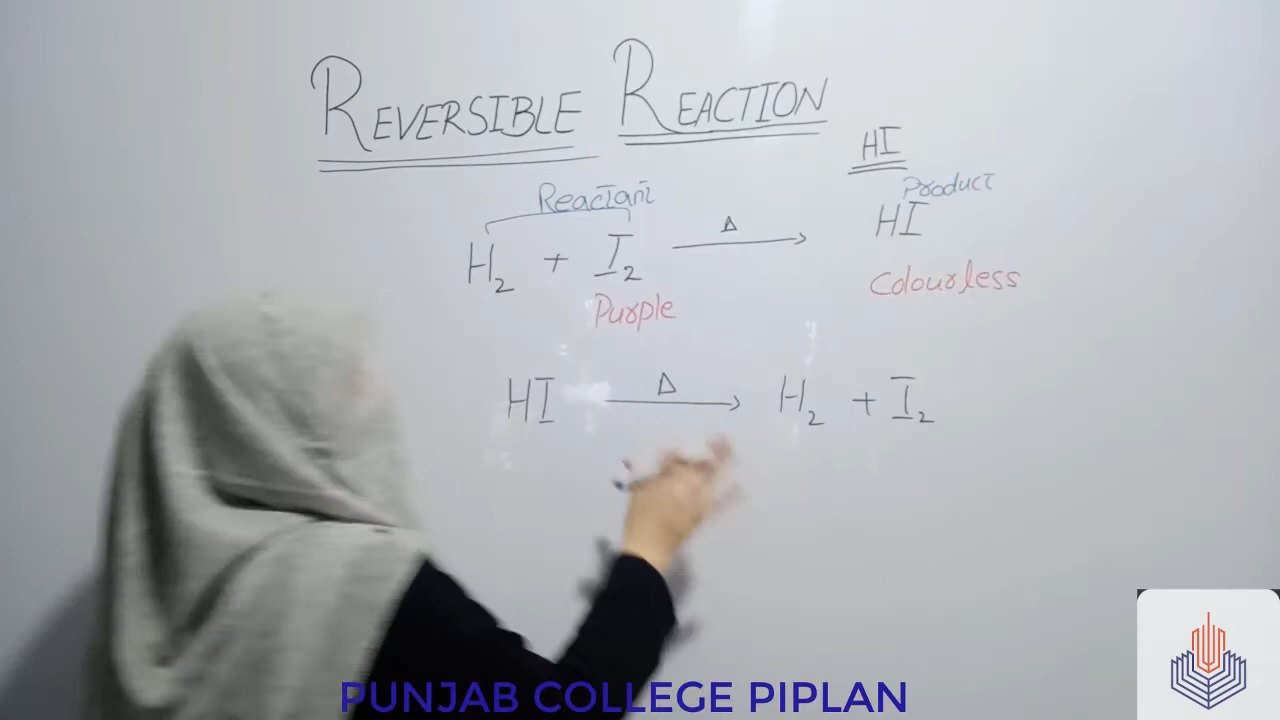 REVERSIBLE REACTION
HI
Reactant
Product
H₂ + I₂ —Δ→ HI
Purple
Colourless
HI —Δ→ H₂ + I₂
PUNJAB COLLEGE PIPLAN